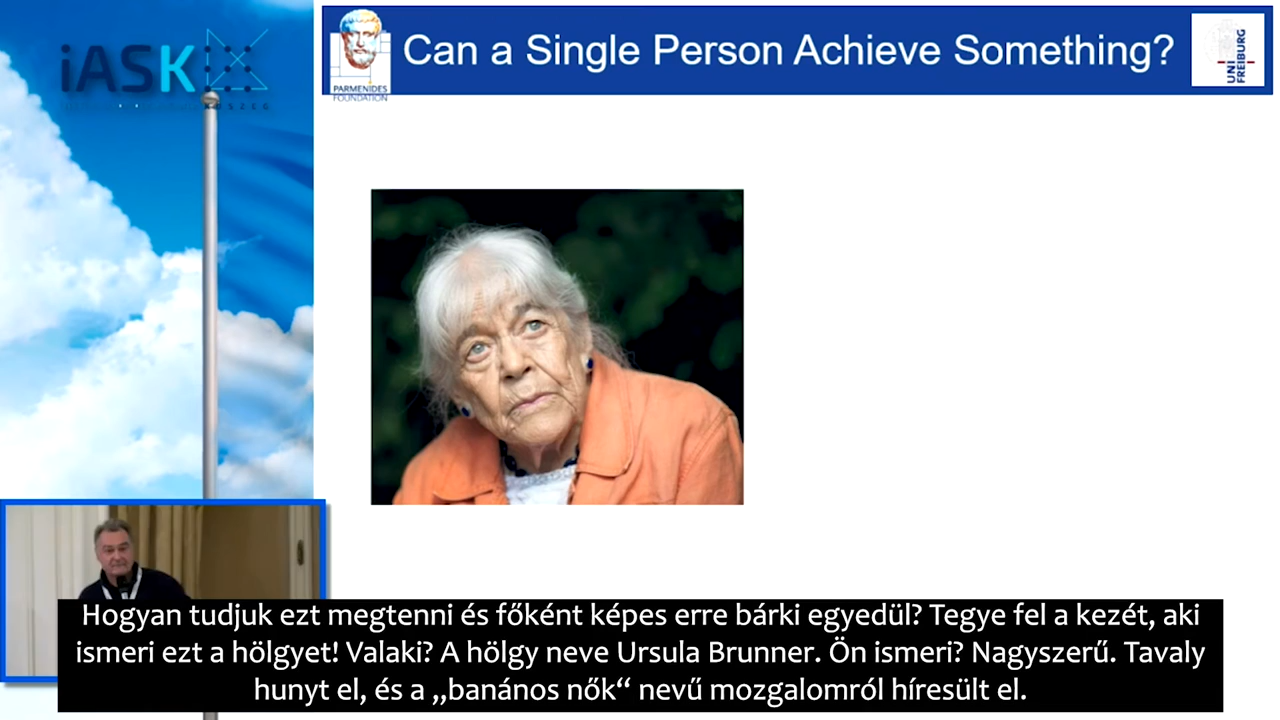 iASK
KŐSZEG
PARMENIDES
FOUNDATION
Can a Single Person Achieve Something?
UNI
FREIBURG
Hogyan tudjuk ezt megtenni és főként képes erre bárki egyedül? Tegye fel a kezét, aki
ismeri ezt a hölgyet! Valaki? A hölgy neve Ursula Brunner. Ön ismeri? Nagyszerű. Tavaly
hunyt el, és a „banános nők“ nevű mozgalomról híresült el.